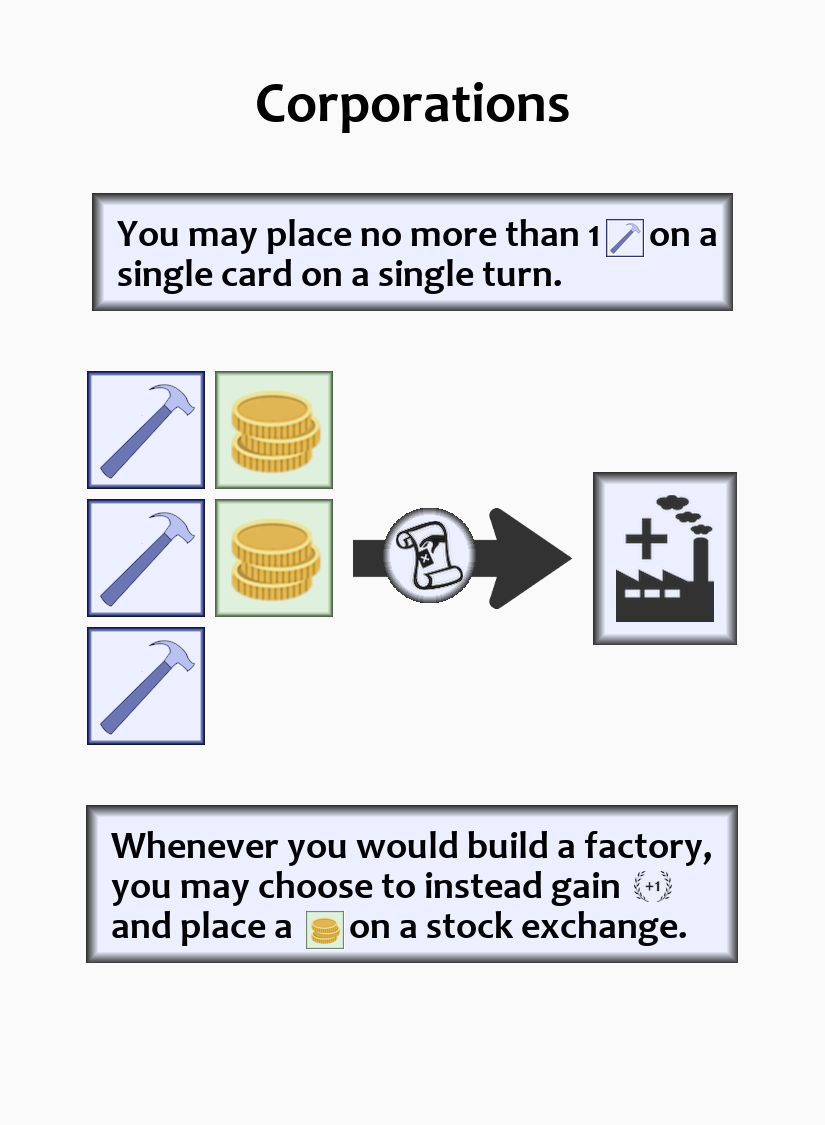 Corporations
You may place no more than 1 on a
single card on a single turn.
Whenever you would build a factory,
you may choose to instead gain +1
and place a on a stock exchange.